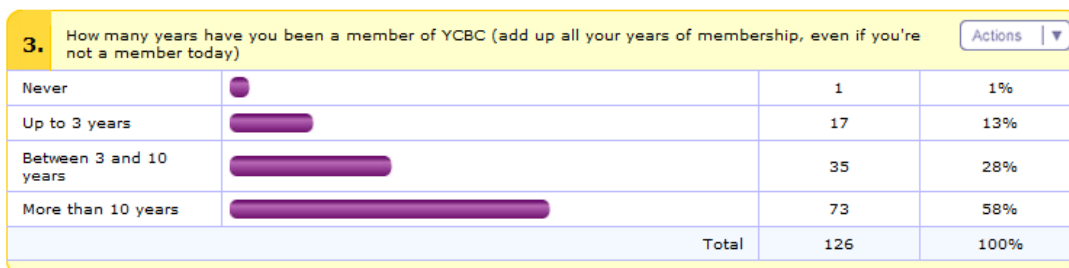 3. How many years have you been a member of YCBC (add up all your years of membership, even if you're
not a member today)
Actions
Never 1 1%
Up to 3 years 17 13%
Between 3 and 10
years 35 28%
More than 10 years 73 58%
Total 126 100%